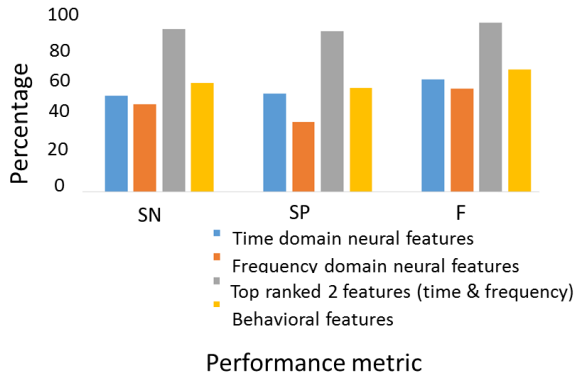 100
80
60
40
20
0
Percentage
SN SP F
Time domain neural features
Frequency domain neural features
Top ranked 2 features (time & frequency)
Behavioral features
Performance metric